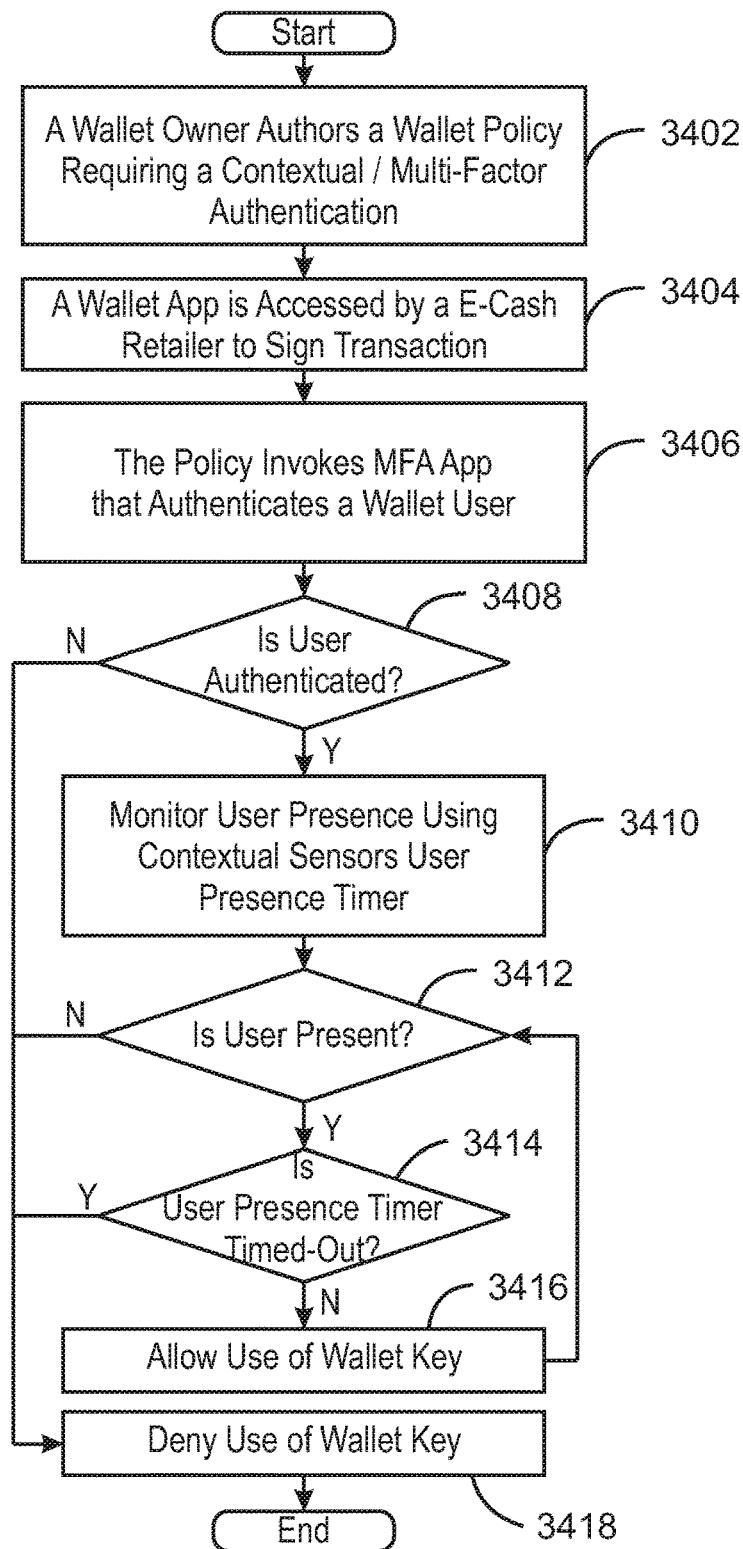 Start
A Wallet Owner Authors a Wallet Policy
Requiring a Contextual / Multi-Factor
Authentication
3402
A Wallet App is Accessed by a E-Cash
Retailer to Sign Transaction
3404
The Policy Invokes MFA App
that Authenticates a Wallet User
3406
3408
N
Is User
Authenticated?
Y
Monitor User Presence Using
Contextual Sensors User
Presence Timer
3410
3412
N
Is User Present?
Y
3414
Is
Y
User Presence Timer
Timed-Out?
3416
N
Allow Use of Wallet Key
Deny Use of Wallet Key
3418
End